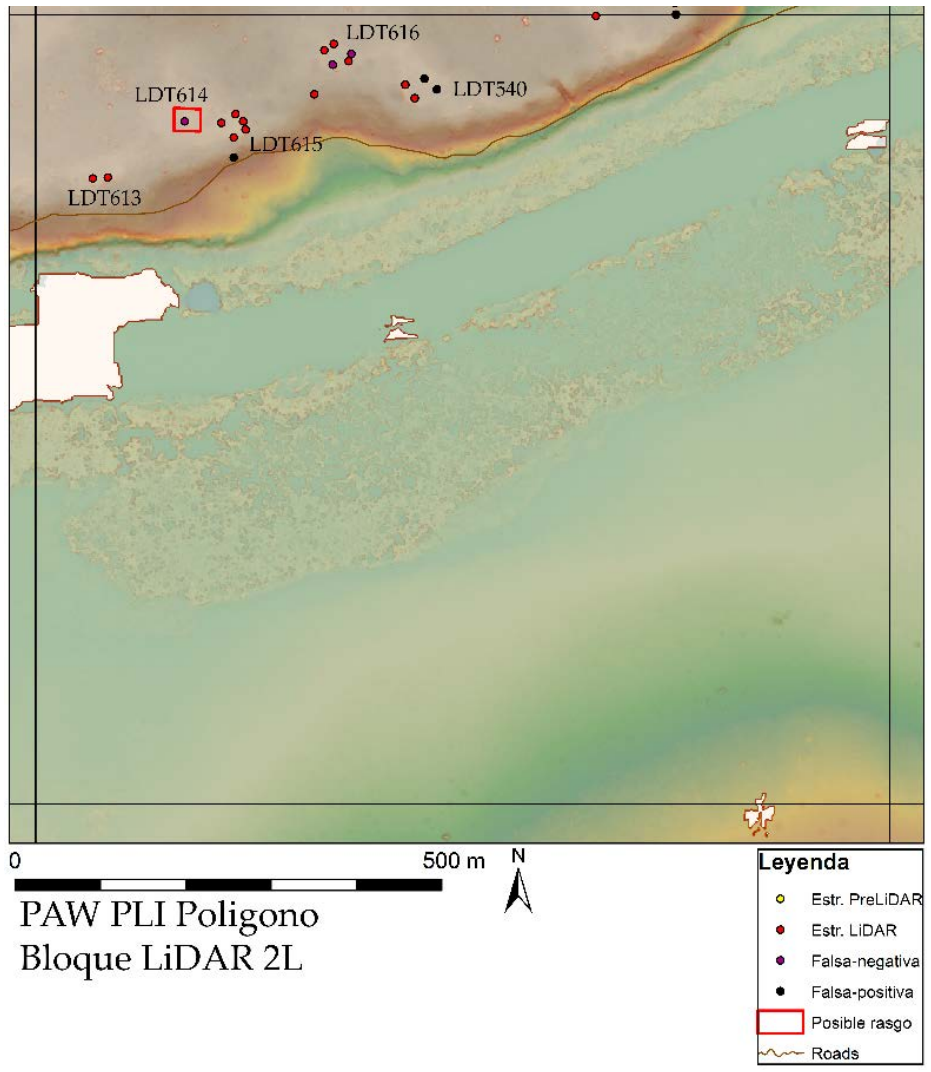 LDT616
LDT540
LDT614
LDT615
LDT613
0
500 m
N
PAW PLI Poligono
Bloque LiDAR 2L
Leyenda
Estr. PreLiDAR
Estr. LiDAR
Falsa-negativa
Falsa-positiva
Posible rasgo
Roads